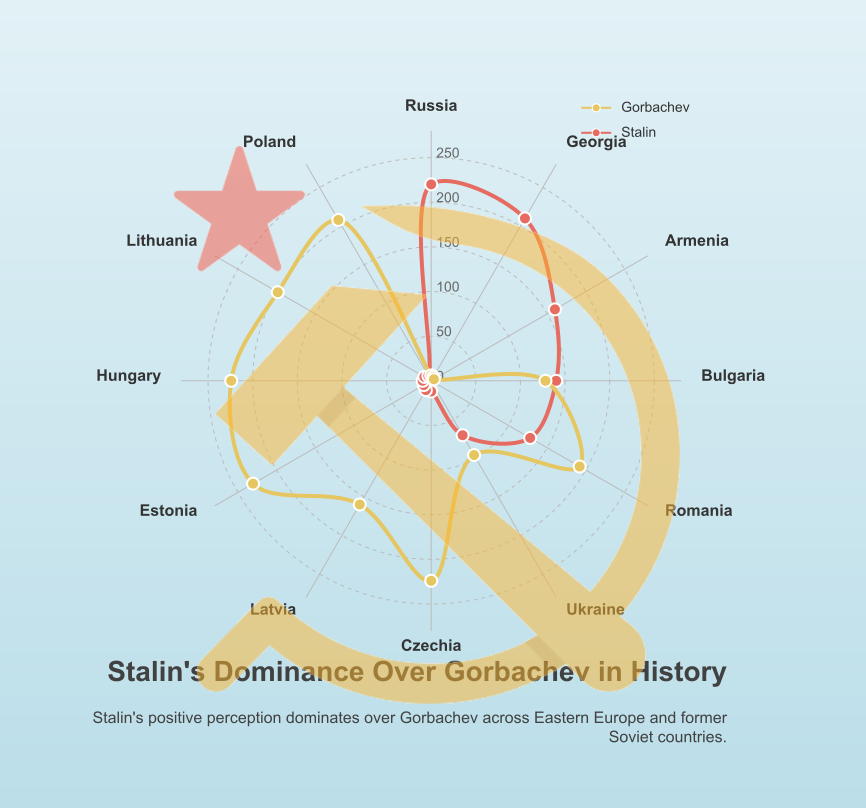 Russia
Gorbachev
Stalin
Georgia
Poland
250
200
Lithuania
Armenia
150
100
50
0
Hungary
Bulgaria
Estonia
Romania
Latvia
Ukraine
Czechia
Stalin's Dominance Over Gorbachev in History
Stalin's positive perception dominates over Gorbachev across Eastern Europe and former
Soviet countries.